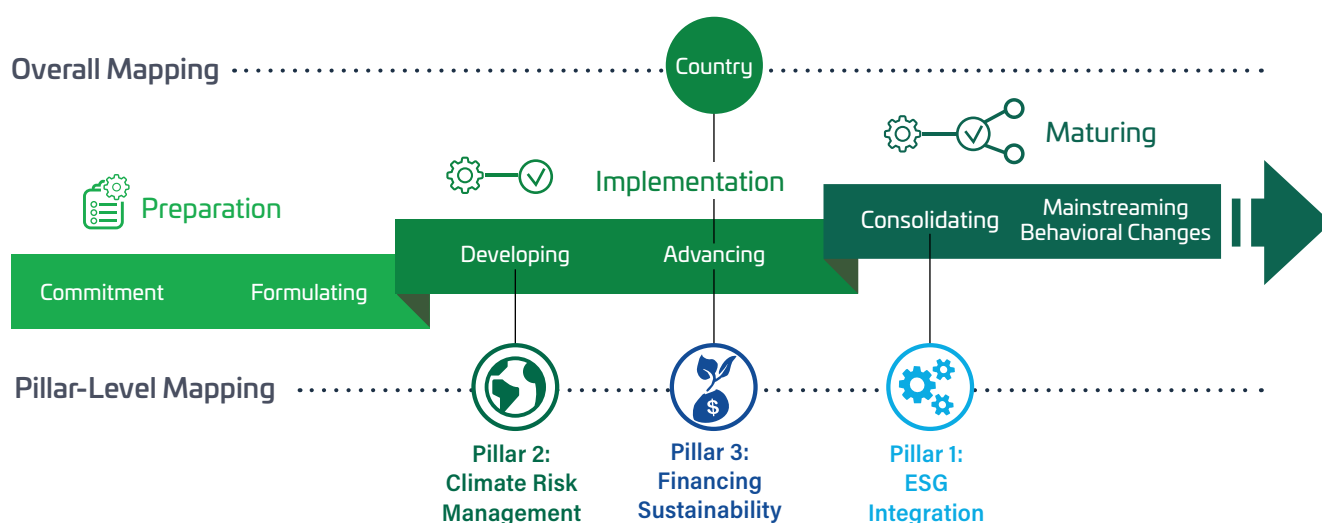 Overall Mapping
Country
Maturing
Preparation
Implementation
Consolidating
Mainstreaming
Behavioral Changes
Developing
Advancing
Commitment
Formulating
Pillar-Level Mapping
$
Pillar 2:
Climate Risk
Management
Pillar 3:
Financing
Sustainability
Pillar 1:
ESG
Integration